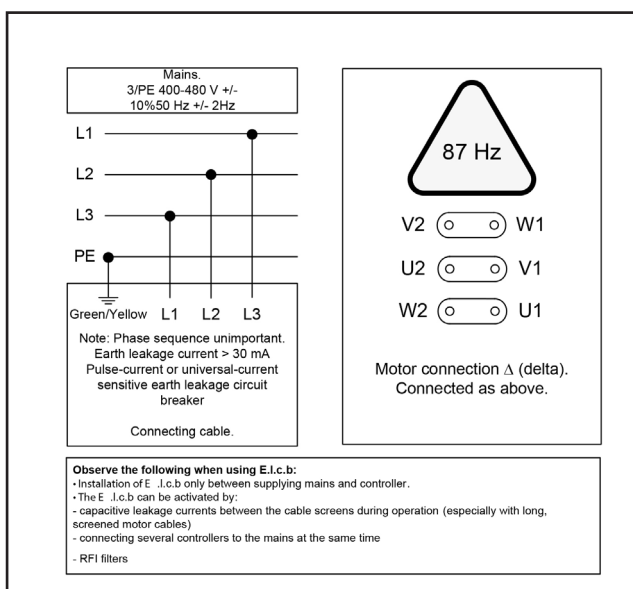 Mains.
3/PE 400-480 V +/-
10%50 Hz +/- 2Hz
L1
L2
L3
PE
Green/Yellow L1 L2 L3
Note: Phase sequence unimportant.
Earth leakage current > 30 mA
Pulse-current or universal-current
sensitive earth leakage circuit
breaker
Connecting cable.
87 Hz
V2 W1
U2 V1
W2 U1
Motor connection Δ (delta).
Connected as above.
Observe the following when using E.l.c.b:
• Installation of E .l.c.b only between supplying mains and controller.
• The E .l.c.b can be activated by:
- capacitive leakage currents between the cable screens during operation (especially with long,
screened motor cables)
- connecting several controllers to the mains at the same time
- RFI filters